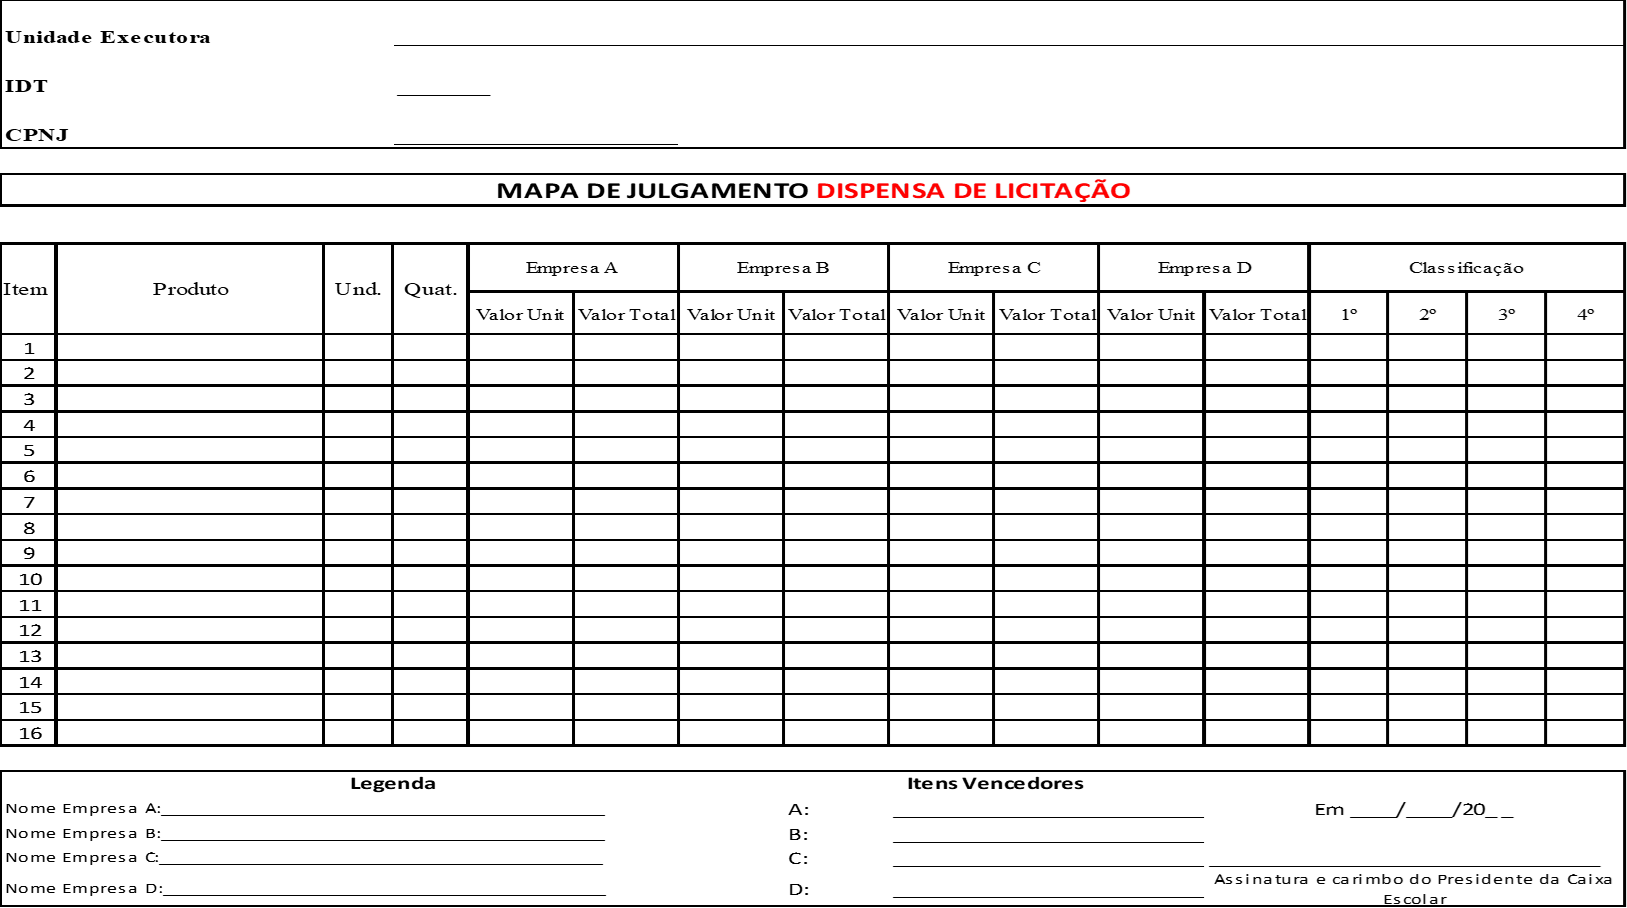 Unidade Executora
IDT
CPNJ
MAPA DE JULGAMENTO DISPENSA DE LICITAÇÃO
Item Produto Und. Quat. Empresa A Empresa B Empresa C Empresa D Classificação
Valor Unit Valor Total Valor Unit Valor Total Valor Unit Valor Total Valor Unit Valor Total 1º 2º 3º 4º
1
2
3
4
5
6
7
8
9
10
11
12
13
14
15
16
Legenda Itens Vencedores
Nome Empresa A: A: Em ____/____/20_ _
Nome Empresa B: B:
Nome Empresa C: C:
Nome Empresa D: D: Assinatura e carimbo do Presidente da Caixa
Escolar